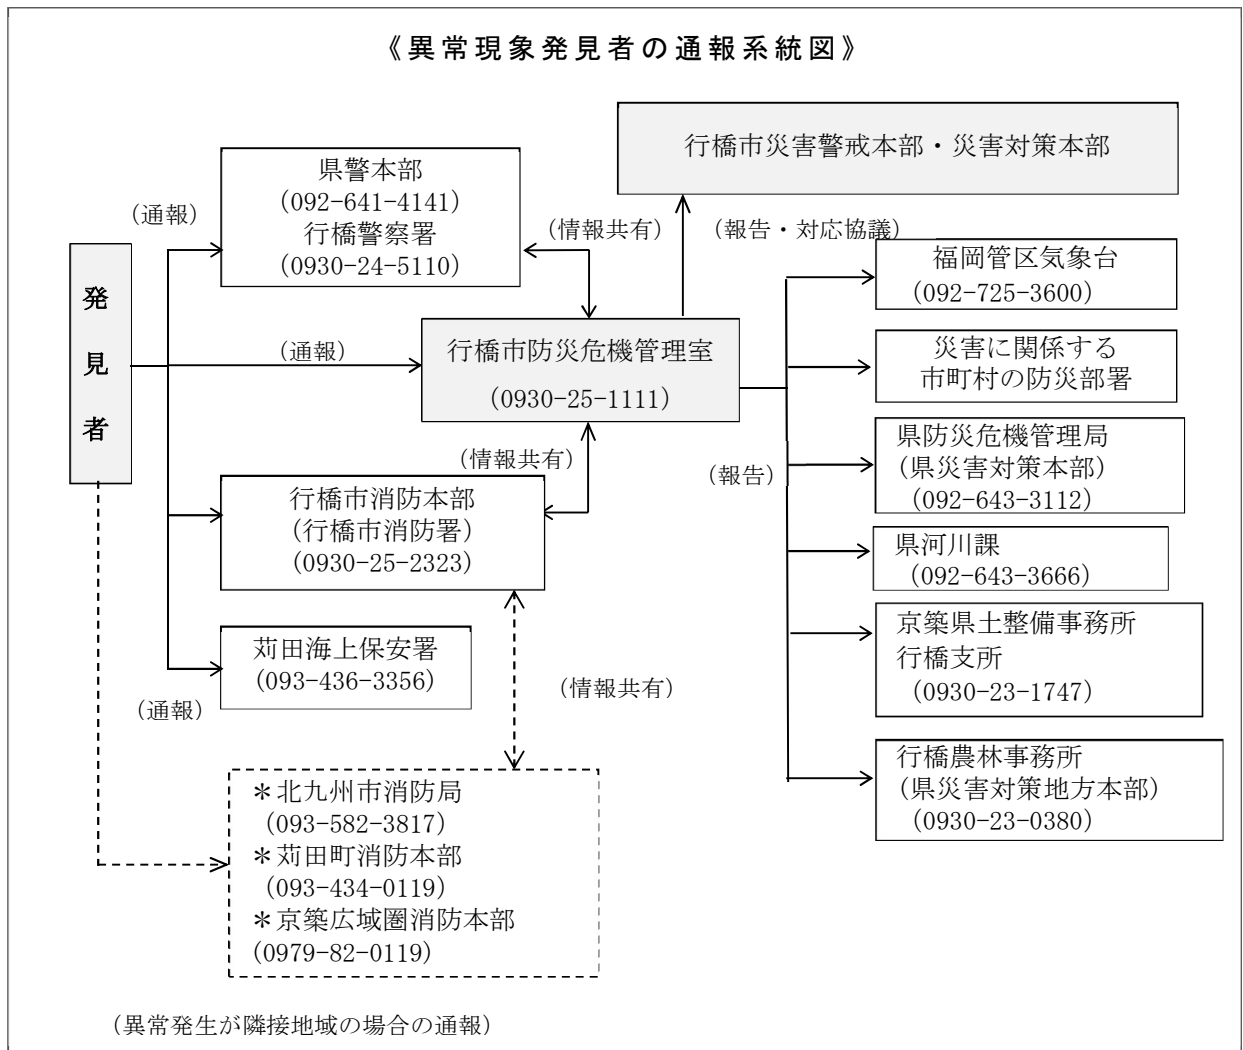 《異常現象発見者の通報系統図》
行橋市災害警戒本部・災害対策本部
県警本部
(092-641-4141)
行橋警察署
(0930-24-5110)
(通報)
(情報共有)
(報告・対応協議)
発見者
(通報)
行橋市防災危機管理室
(0930-25-1111)
(情報共有)
行橋市消防本部
(行橋市消防署)
(0930-25-2323)
苅田海上保安署
(093-436-3356)
(通報)
(情報共有)
＊北九州市消防局
(093-582-3817)
＊苅田町消防本部
(093-434-0119)
＊京築広域圏消防本部
(0979-82-0119)
(異常発生が隣接地域の場合の通報)
(報告)
福岡管区気象台
(092-725-3600)
災害に関係する
市町村の防災部署
県防災危機管理局
(県災害対策本部)
(092-643-3112)
県河川課
(092-643-3666)
京築県土整備事務所
行橋支所
(0930-23-1747)
行橋農林事務所
(県災害対策地方本部)
(0930-23-0380)